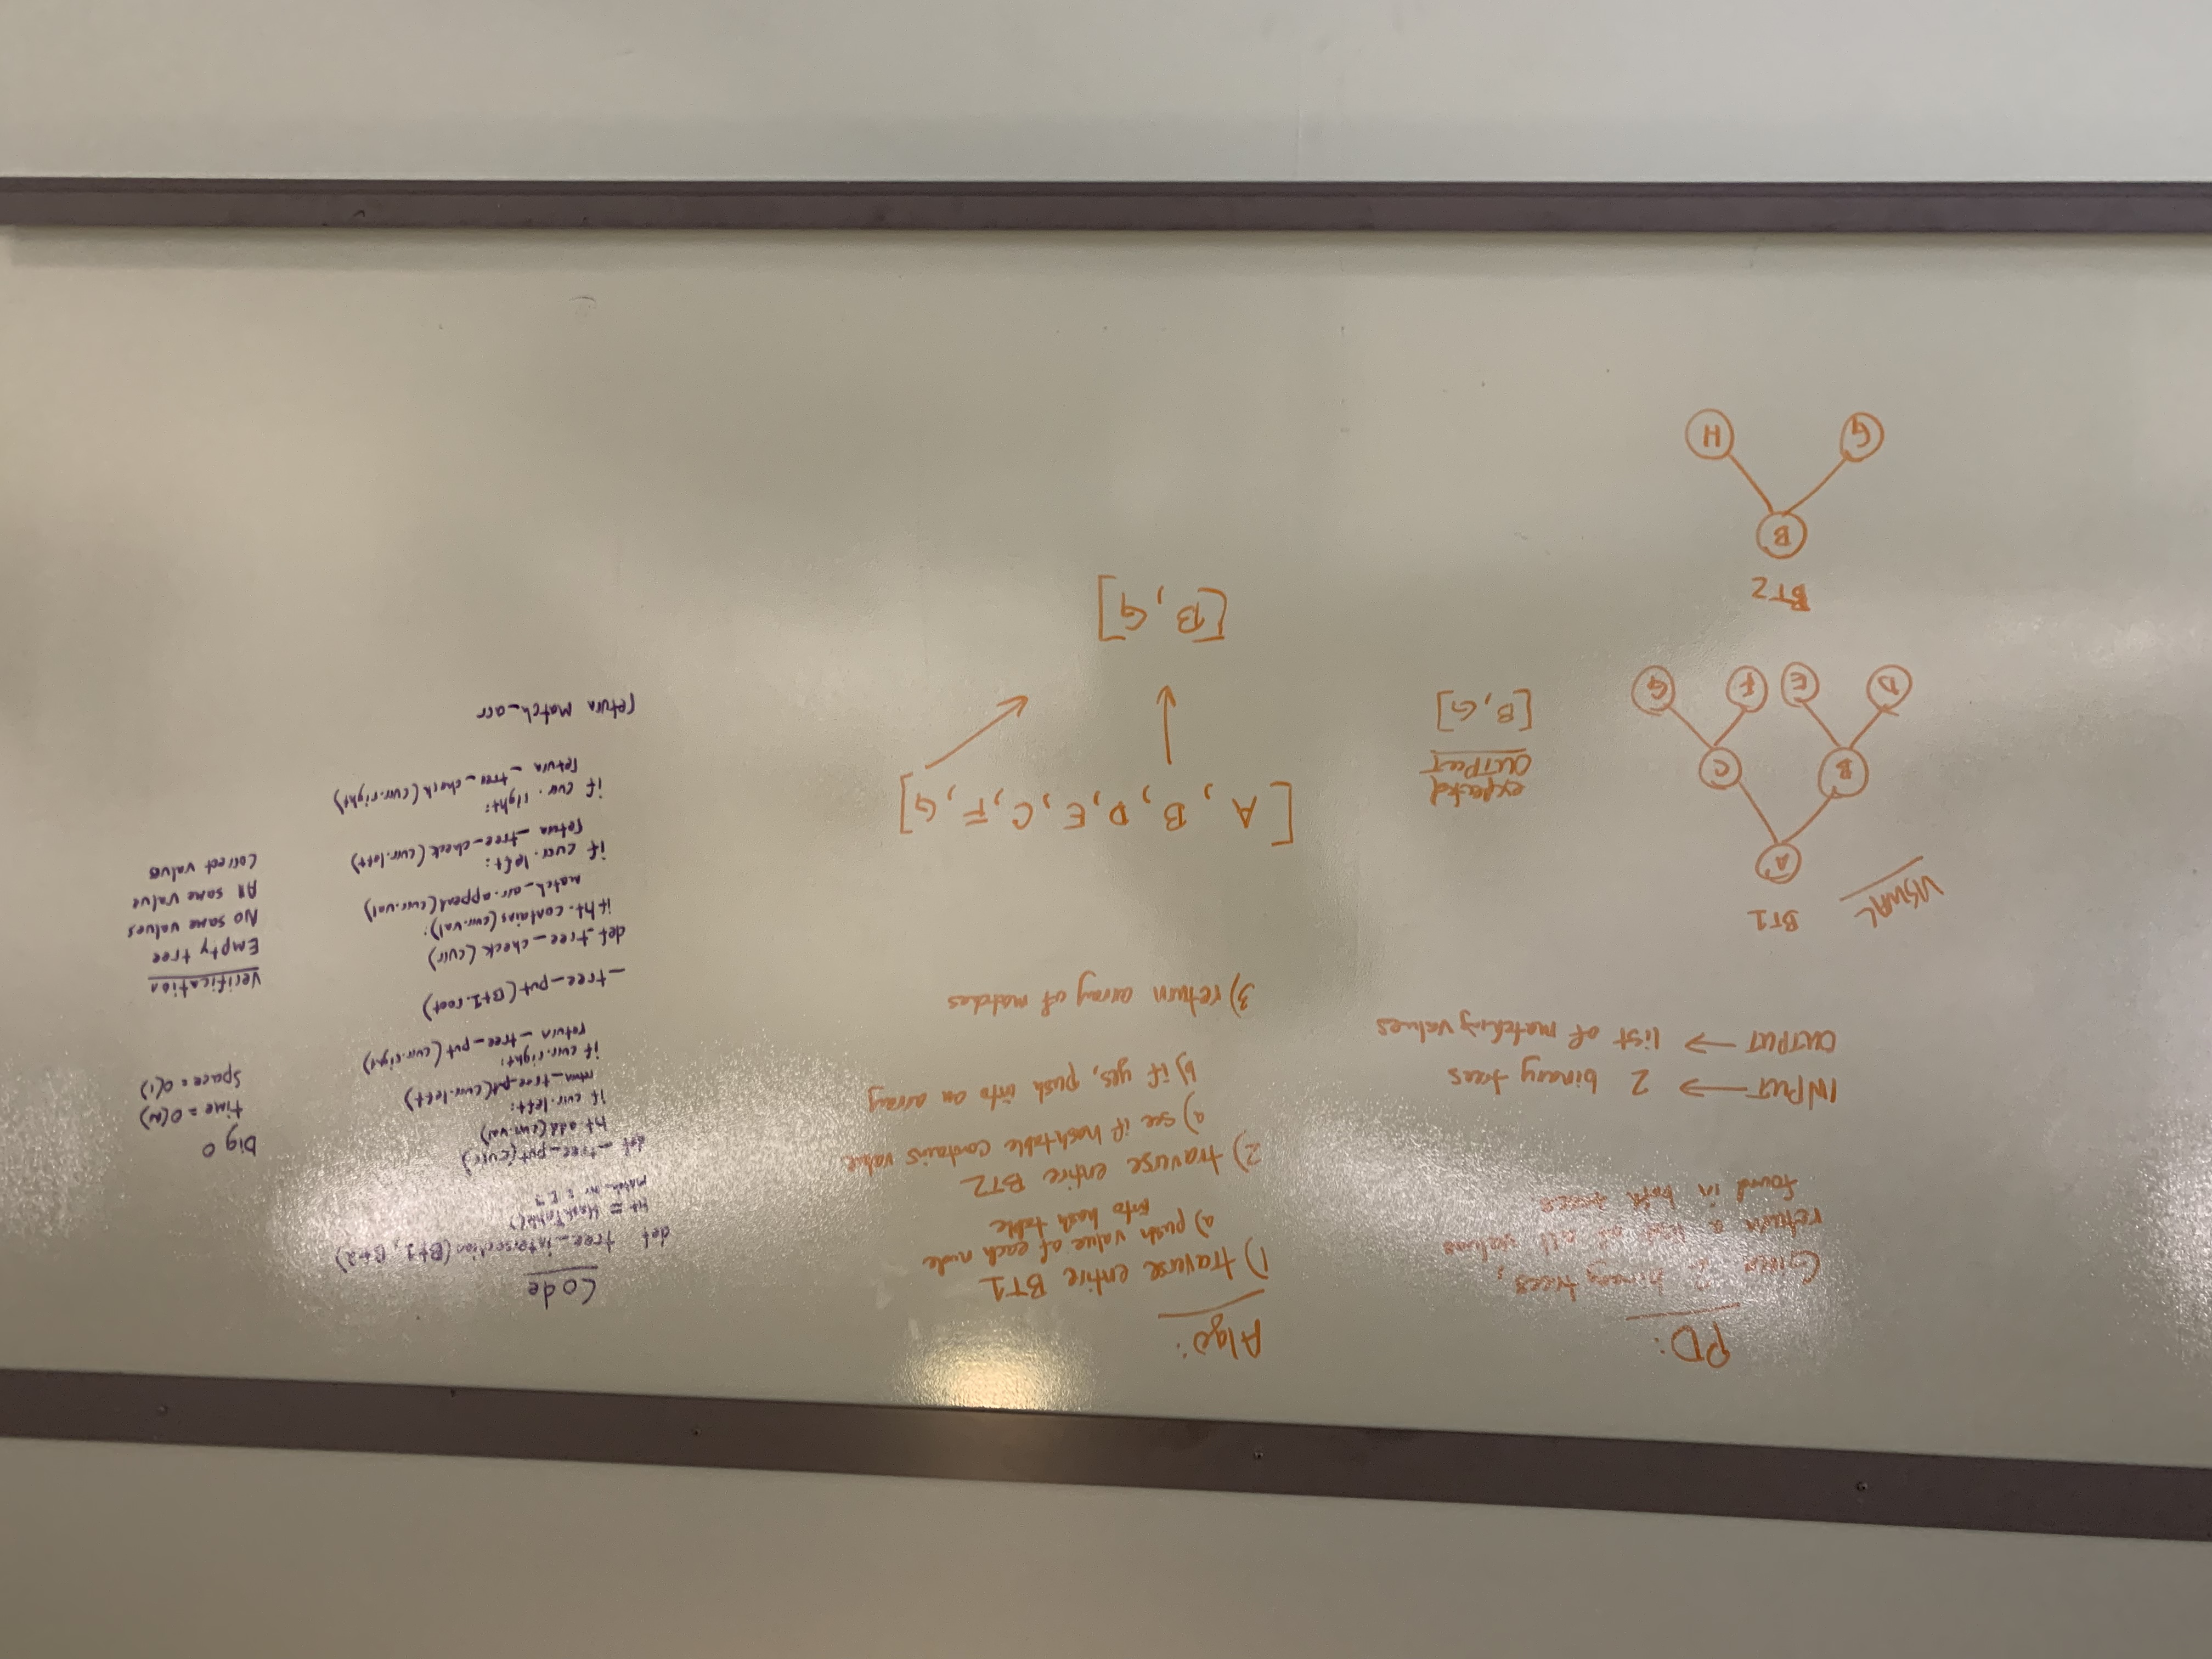 PD:
Given 2 binary trees,
return a list of all values
found in both trees
INPUT → 2 binary trees
OUTPUT → list of matching values
VISUAL
BT1
A
B C
D E F G
expected
OUTPUT
[B, G]
BT2
B
G H
Algo:
1) traverse entire BT1
a) push value of each node
into hash table
2) traverse entire BT2
a) see if hashtable contains value
b) if yes, push into an array
3) return array of matches
[A, B, D, E, C, F, G]
[B, G]
Code
def tree_intersection(Bt1, Bt2)
ht = HashTable()
match_arr = []
def _tree_put(curr)
ht.add(curr.val)
if curr.left:
return _tree_put(curr.left)
if curr.right:
return _tree_put(curr.right)
_tree_put(Bt1.root)
def _tree_check(curr)
if ht.contains(curr.val):
match_arr.append(curr.val)
if curr.left:
return _tree_check(curr.left)
if curr.right:
return _tree_check(curr.right)
return match_arr
big O
time = O(N)
Space = O(1)
Verification
Empty tree
No same values
All same value
Correct values